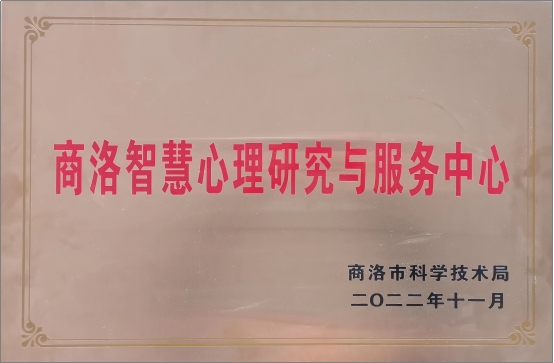 商洛智慧心理研究与服务中心
商洛市科学技术局
二〇二二年十一月